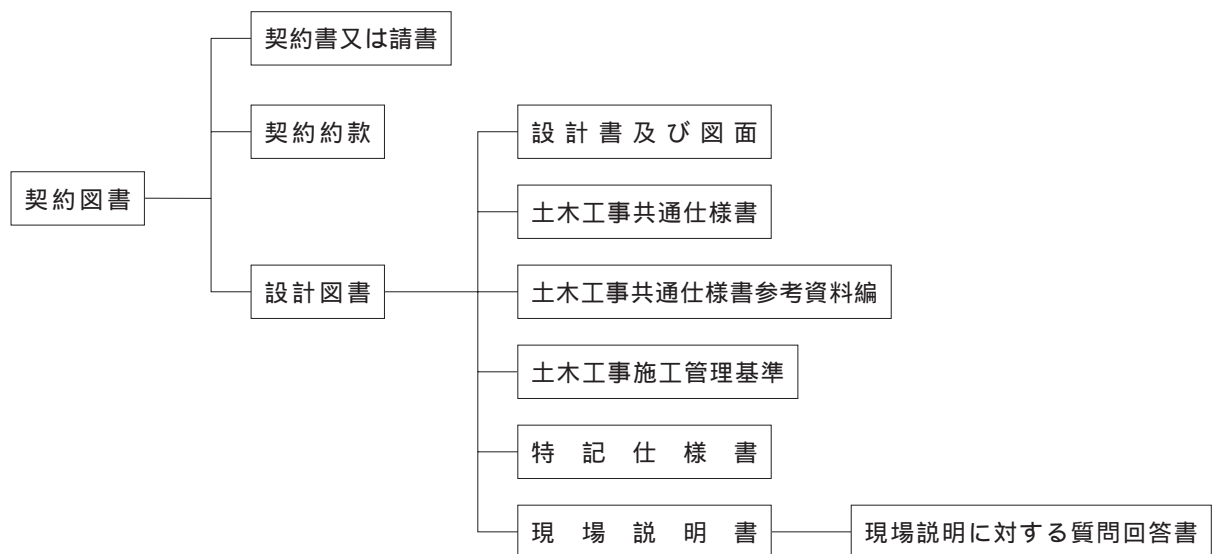 契約書又は請書
契約約款
設計書及び図面
契約図書
土木工事共通仕様書
設計図書
土木工事共通仕様書参考資料編
土木工事施工管理基準
特記仕様書
現場説明書
現場説明に対する質問回答書